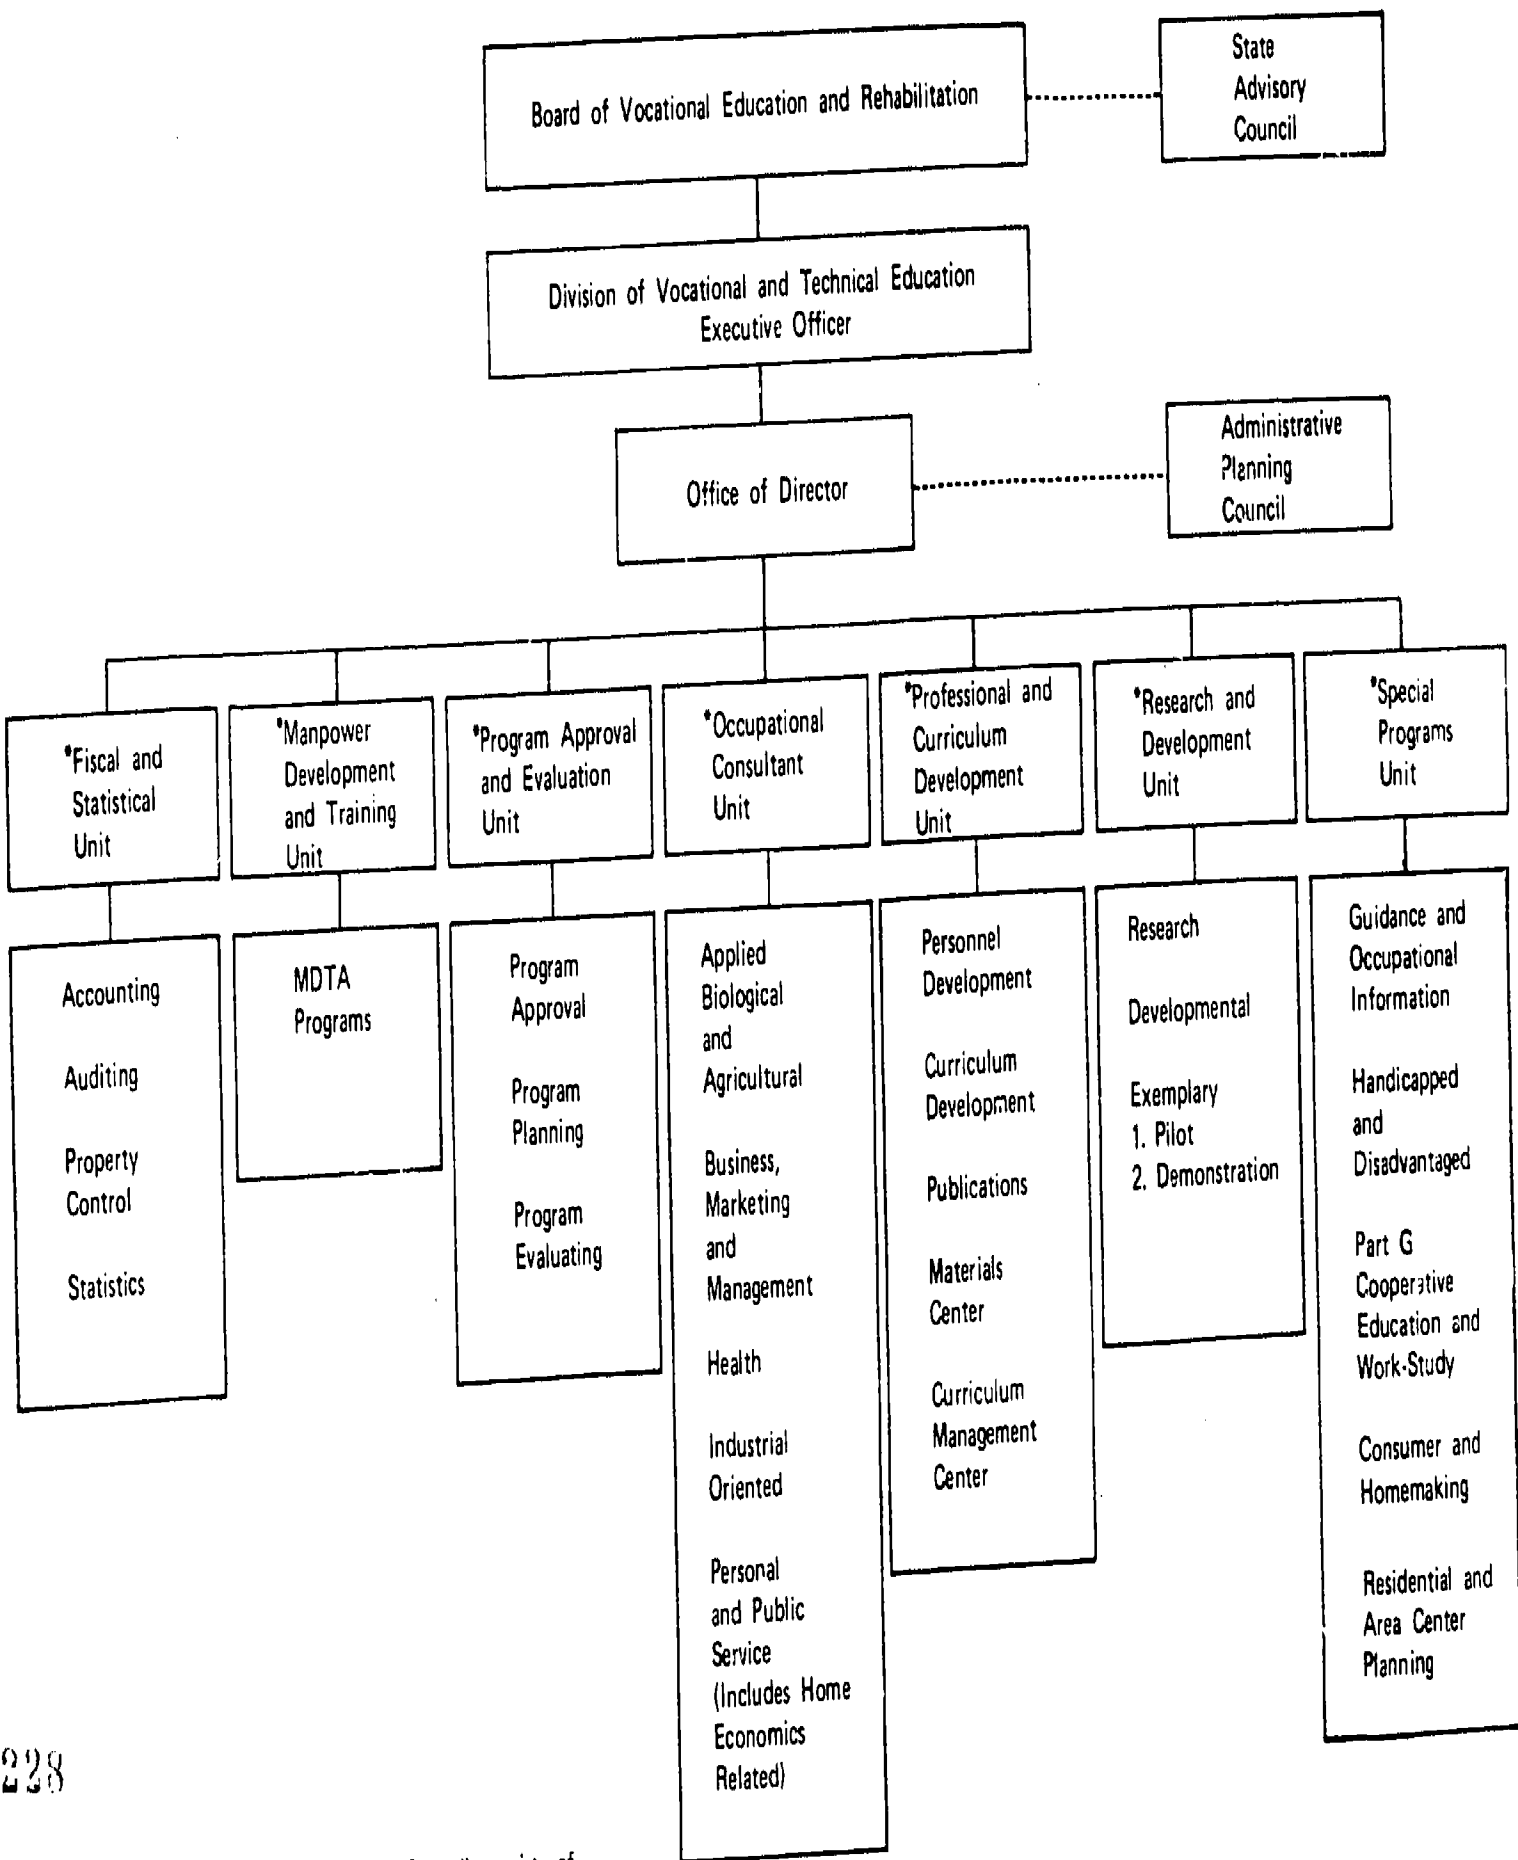 Board of Vocational Education and Rehabilitation
State
Advisory
Council
Division of Vocational and Technical Education
Executive Officer
Office of Director
Administrative
Planning
Council
*Fiscal and
Statistical
Unit
*Manpower
Development
and Training
Unit
*Program Approval
and Evaluation
Unit
*Occupational
Consultant
Unit
*Professional and
Curriculum
Development
Unit
*Research and
Development
Unit
*Special
Programs
Unit
Accounting
Auditing
Property
Control
Statistics
MDTA
Programs
Program
Approval
Program
Planning
Program
Evaluating
Applied
Biological
and
Agricultural
Business,
Marketing
and
Management
Health
Industrial
Oriented
Personal
and Public
Service
(Includes Home
Economics
Related)
Personnel
Development
Curriculum
Development
Publications
Materials
Center
Curriculum
Management
Center
Research
Developmental
Exemplary
1. Pilot
2. Demonstration
Guidance and
Occupational
Information
Handicapped
and
Disadvantaged
Part G
Cooperative
Education and
Work-Study
Consumer and
Homemaking
Residential and
Area Center
Planning
228